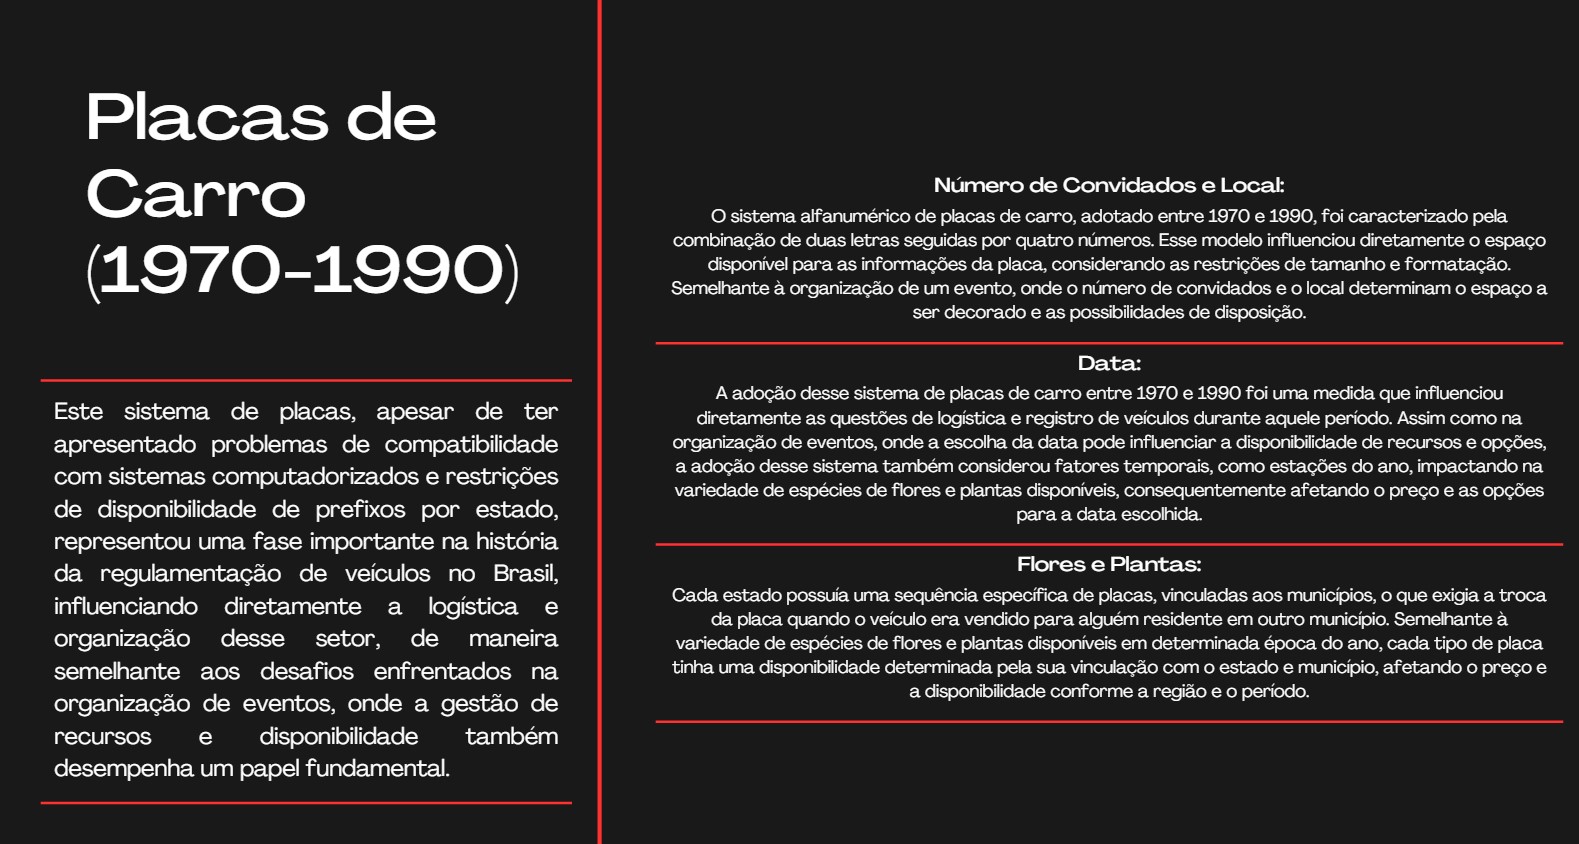 Placas de
Carro
(1970-1990)
Este sistema de placas, apesar de ter
apresentado problemas de compatibilidade
com sistemas computadorizados e restrições
de disponibilidade de prefixos por estado,
representou uma fase importante na história
da regulamentação de veículos no Brasil,
influenciando diretamente a logística e
organização desse setor, de maneira
semelhante aos desafios enfrentados na
organização de eventos, onde a gestão de
recursos e disponibilidade também
desempenha um papel fundamental.
Número de Convidados e Local:
O sistema alfanumérico de placas de carro, adotado entre 1970 e 1990, foi caracterizado pela
combinação de duas letras seguidas por quatro números. Esse modelo influenciou diretamente o espaço
disponível para as informações da placa, considerando as restrições de tamanho e formatação.
Semelhante à organização de um evento, onde o número de convidados e o local determinam o espaço a
ser decorado e as possibilidades de disposição.
Data:
A adoção desse sistema de placas de carro entre 1970 e 1990 foi uma medida que influenciou
diretamente as questões de logística e registro de veículos durante aquele período. Assim como na
organização de eventos, onde a escolha da data pode influenciar a disponibilidade de recursos e opções,
a adoção desse sistema também considerou fatores temporais, como estações do ano, impactando na
variedade de espécies de flores e plantas disponíveis, consequentemente afetando o preço e as opções
para a data escolhida.
Flores e Plantas:
Cada estado possuía uma sequência específica de placas, vinculadas aos municípios, o que exigia a troca
da placa quando o veículo era vendido para alguém residente em outro município. Semelhante à
variedade de espécies de flores e plantas disponíveis em determinada época do ano, cada tipo de placa
tinha uma disponibilidade determinada pela sua vinculação com o estado e município, afetando o preço e
a disponibilidade conforme a região e o período.